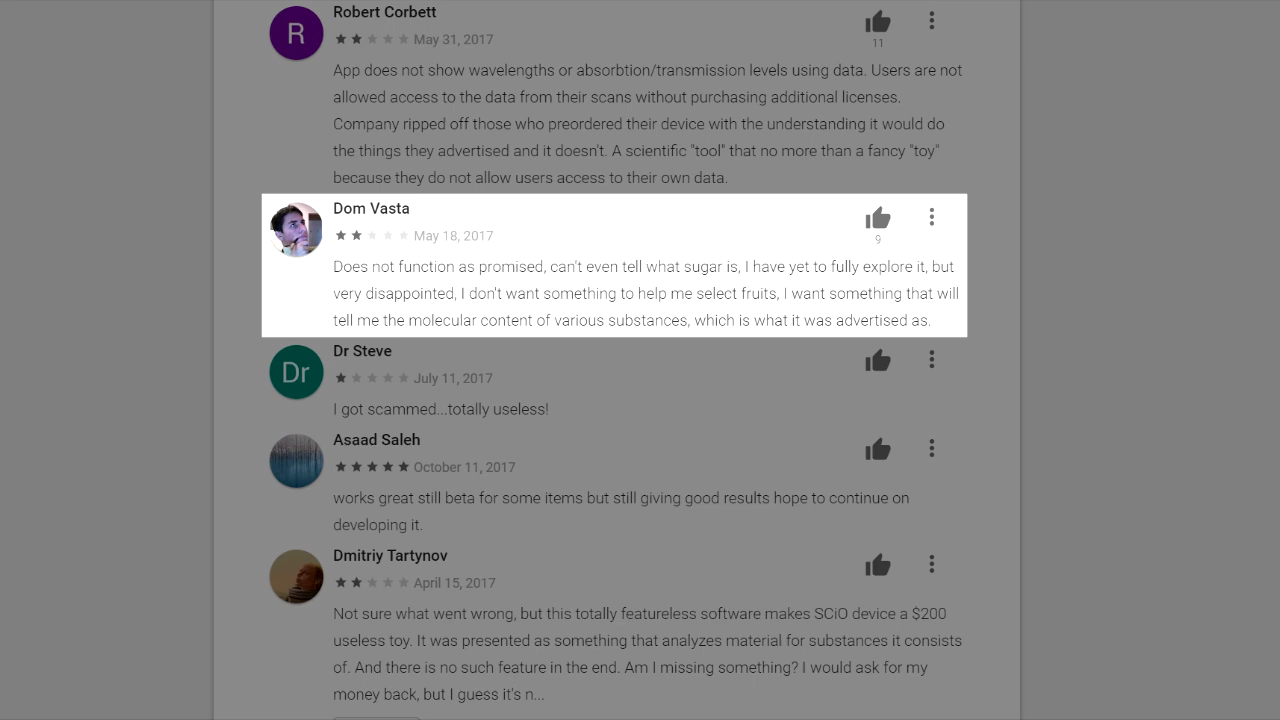 R
Robert Corbett
May 31, 2017
11
App does not show wavelengths or absorbtion/transmission levels using data. Users are not
allowed access to the data from their scans without purchasing additional licenses.
Company ripped off those who preordered their device with the understanding it would do
the things they advertised and it doesn't. A scientific "tool" that no more than a fancy "toy"
because they do not allow users access to their own data.
Dom Vasta
May 18, 2017
9
Does not function as promised, can't even tell what sugar is, I have yet to fully explore it, but
very disappointed, I don't want something to help me select fruits, I want something that will
tell me the molecular content of various substances, which is what it was advertised as.
Dr
Dr Steve
July 11, 2017
I got scammed...totally useless!
Asaad Saleh
October 11, 2017
works great still beta for some items but still giving good results hope to continue on
developing it.
Dmitriy Tartynov
April 15, 2017
Not sure what went wrong, but this totally featureless software makes SCiO device a $200
useless toy. It was presented as something that analyzes material for substances it consists
of. And there is no such feature in the end. Am I missing something? I would ask for my
money back, but I guess it's n...